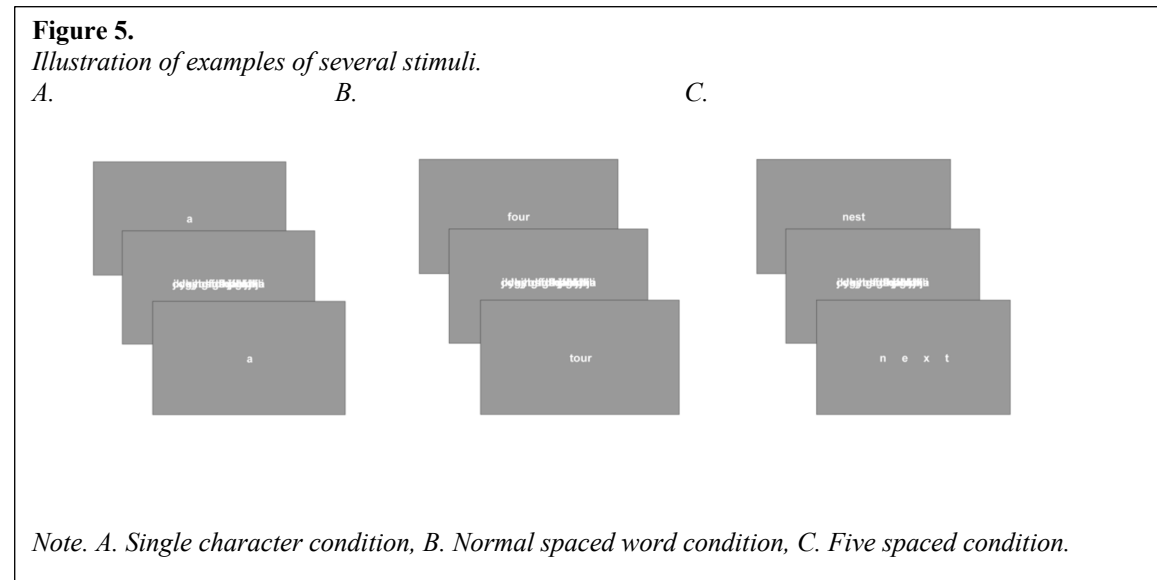 Figure 5.
Illustration of examples of several stimuli.
A. B. C.
a four nest
a tour n e x t
Note. A. Single character condition, B. Normal spaced word condition, C. Five spaced condition.